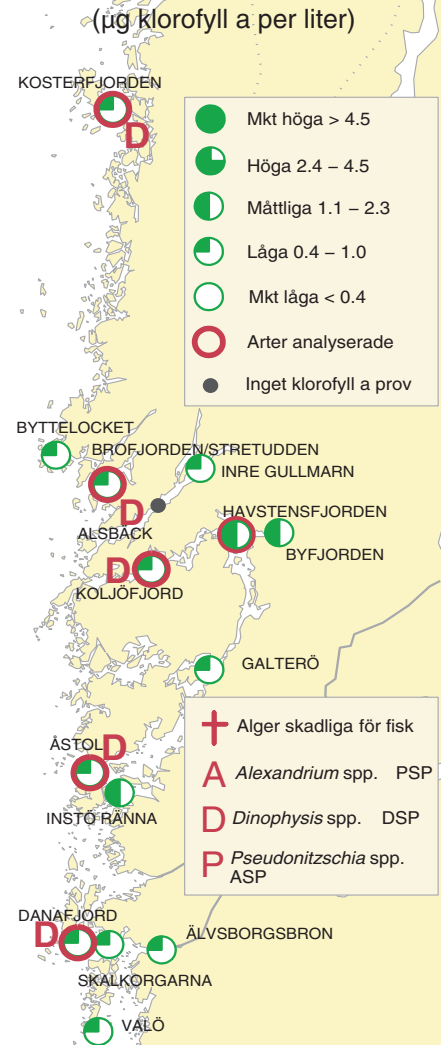 (µg klorofyll a per liter)
KOSTERFJORDEN
D
Mkt höga > 4.5
Höga 2.4 – 4.5
Måttliga 1.1 – 2.3
Låga 0.4 – 1.0
Mkt låga < 0.4
Arter analyserade
Inget klorofyll a prov
BYTTELOCKET
BROFJORDEN/STRETUDDEN
INRE GULLMARN
D
HAVSTENSFJORDEN
ALSBÄCK
BYFJORDEN
D
KOLJÖFJORD
GALTERÖ
Alger skadliga för fisk
ÅSTOL D
A Alexandrium spp. PSP
INSTÖ RÄNNA
D Dinophysis spp. DSP
P Pseudonitzschia spp.
ASP
DANAFJORD
D
ÄLVSBORGSBRON
SKALKORGARNA
VALÖ